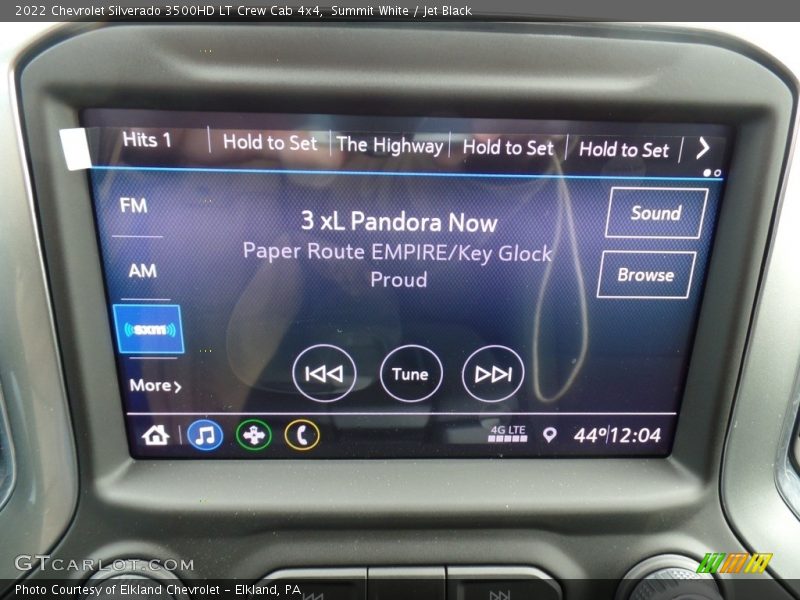 2022 Chevrolet Silverado 3500HD LT Crew Cab 4x4, Summit White / Jet Black
Hits 1 Hold to Set The Highway Hold to Set Hold to Set
FM
3 xL Pandora Now
Sound
Paper Route EMPIRE/Key Glock
AM
Proud
Browse
sxm
Tune
More
4G LTE
44° 12:04
GTCARLOT.COM
Photo Courtesy of Elkland Chevrolet - Elkland, PA